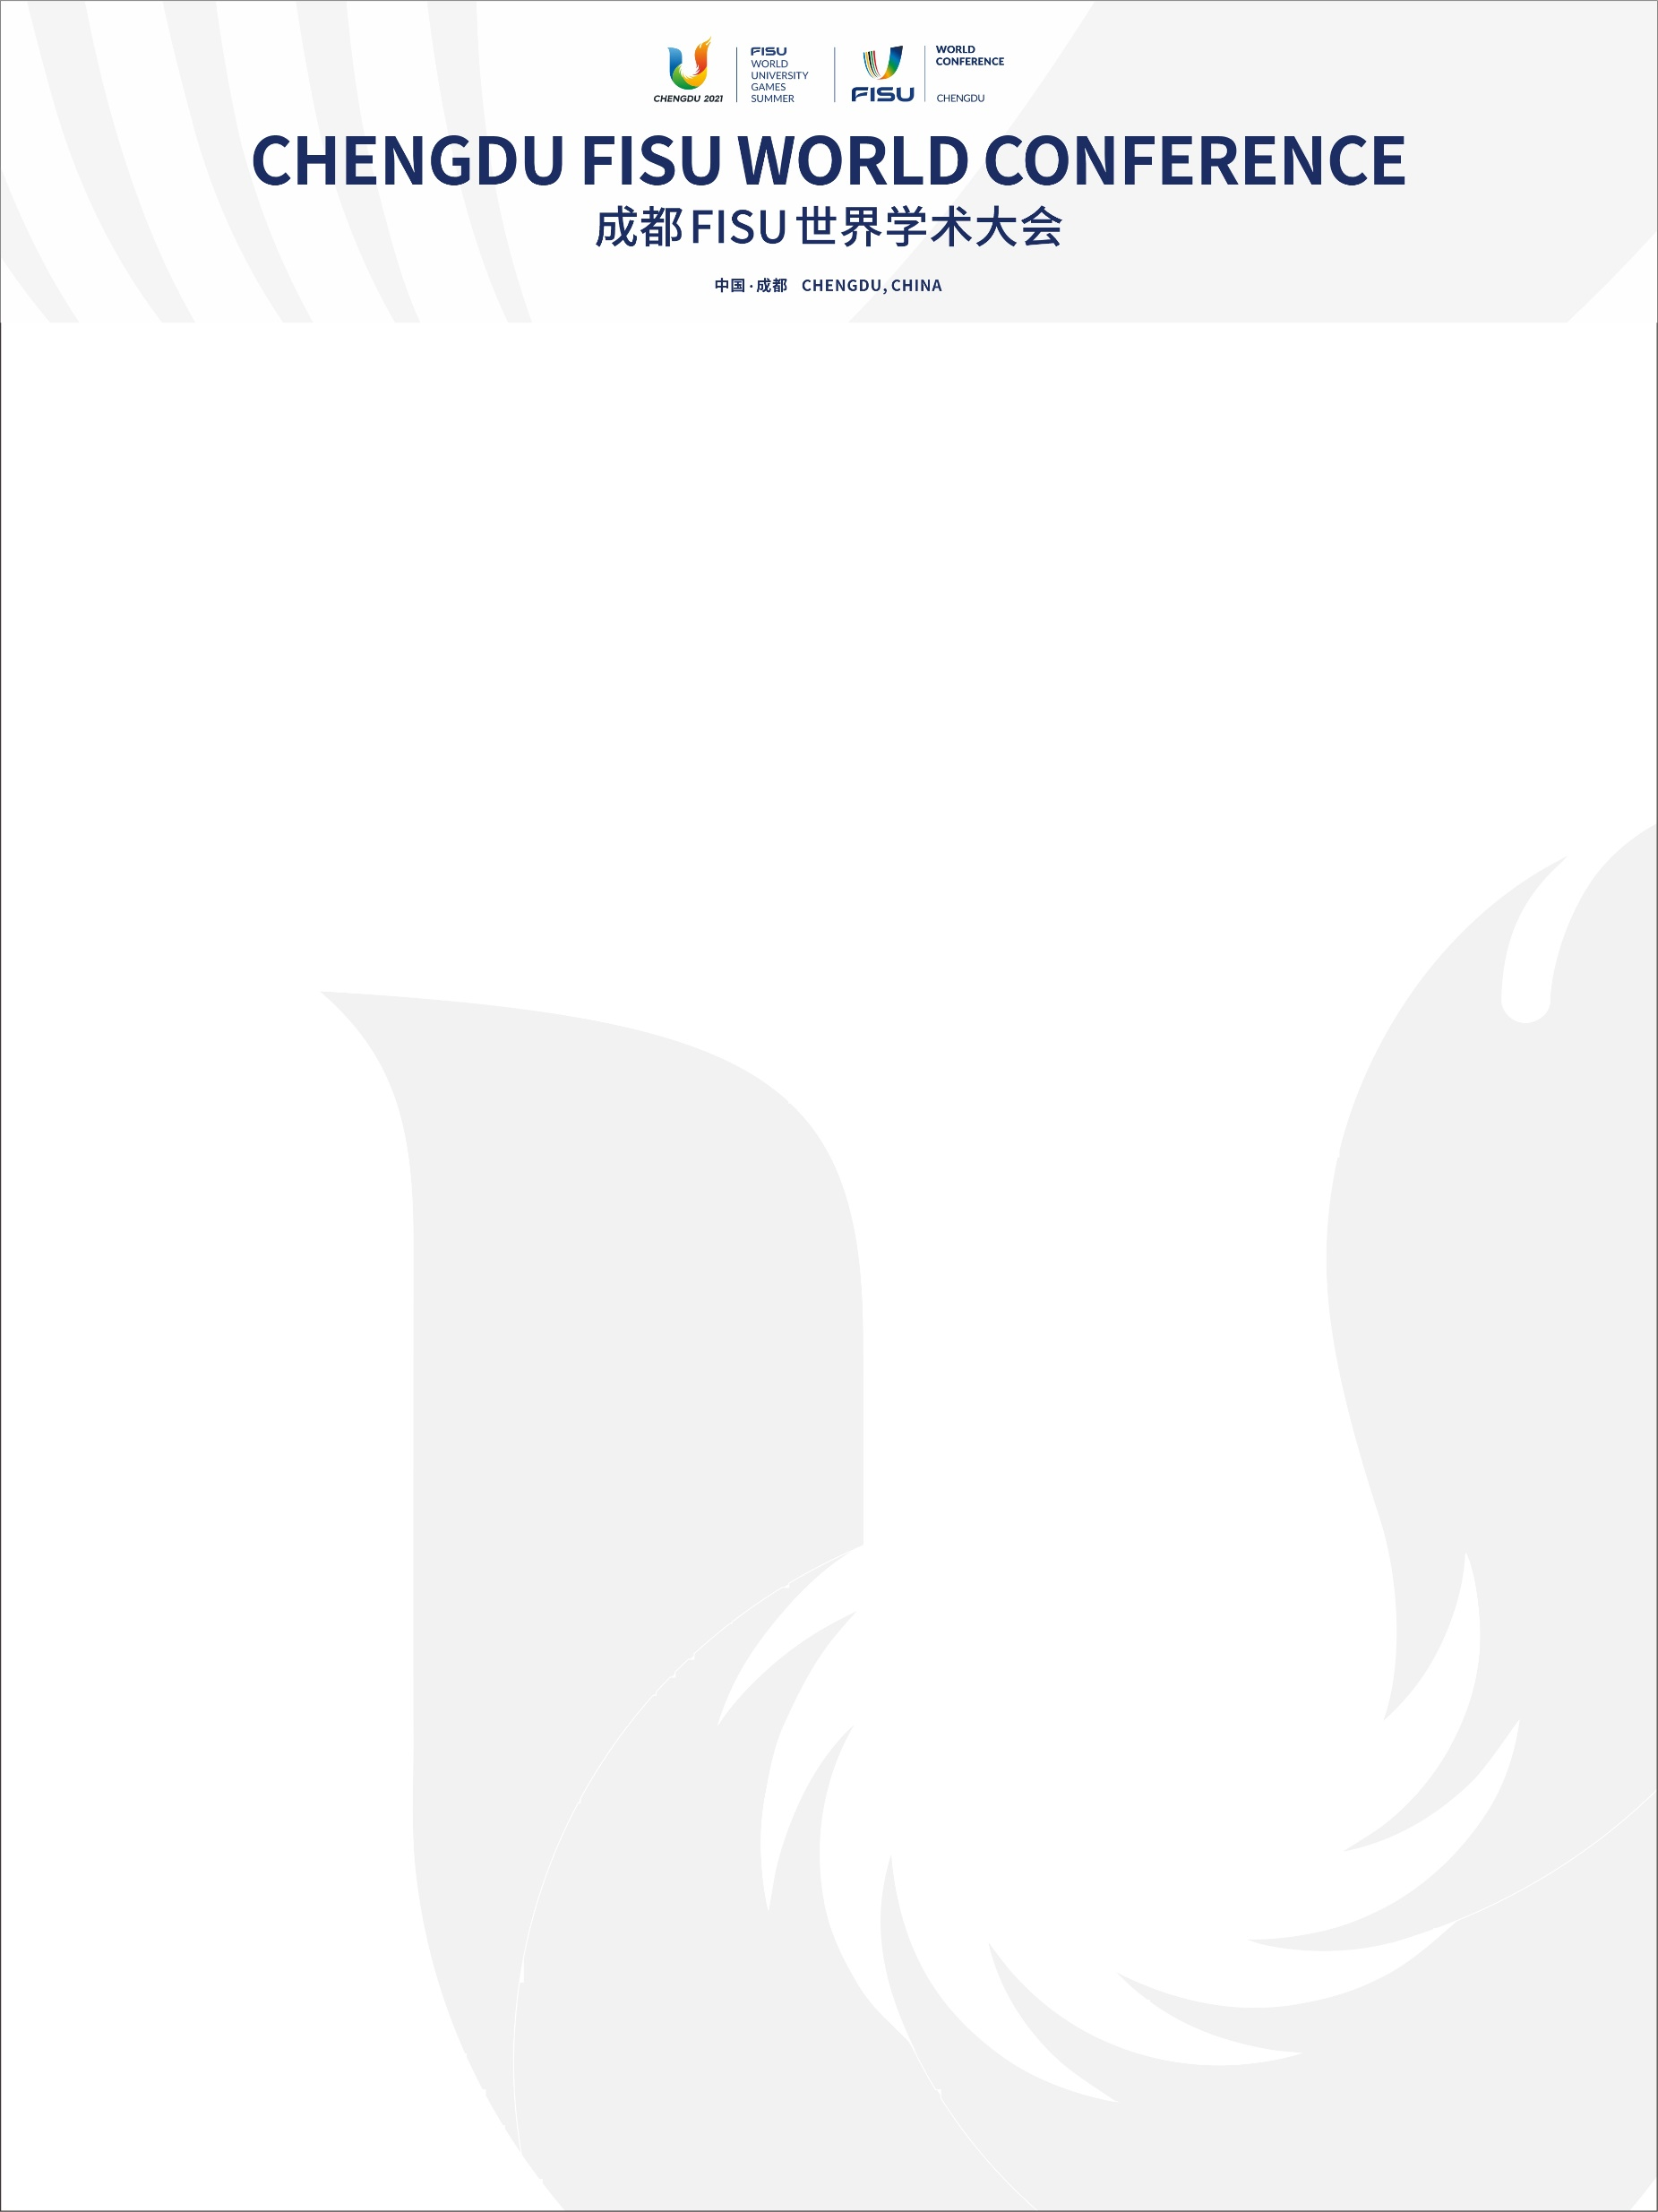 CHENGDU 2021
FISU
WORLD
UNIVERSITY
GAMES
SUMMER
FISU
WORLD
CONFERENCE
CHENGDU
CHENGDU FISU WORLD CONFERENCE
成都FISU世界学术大会
中国·成都 CHENGDU, CHINA